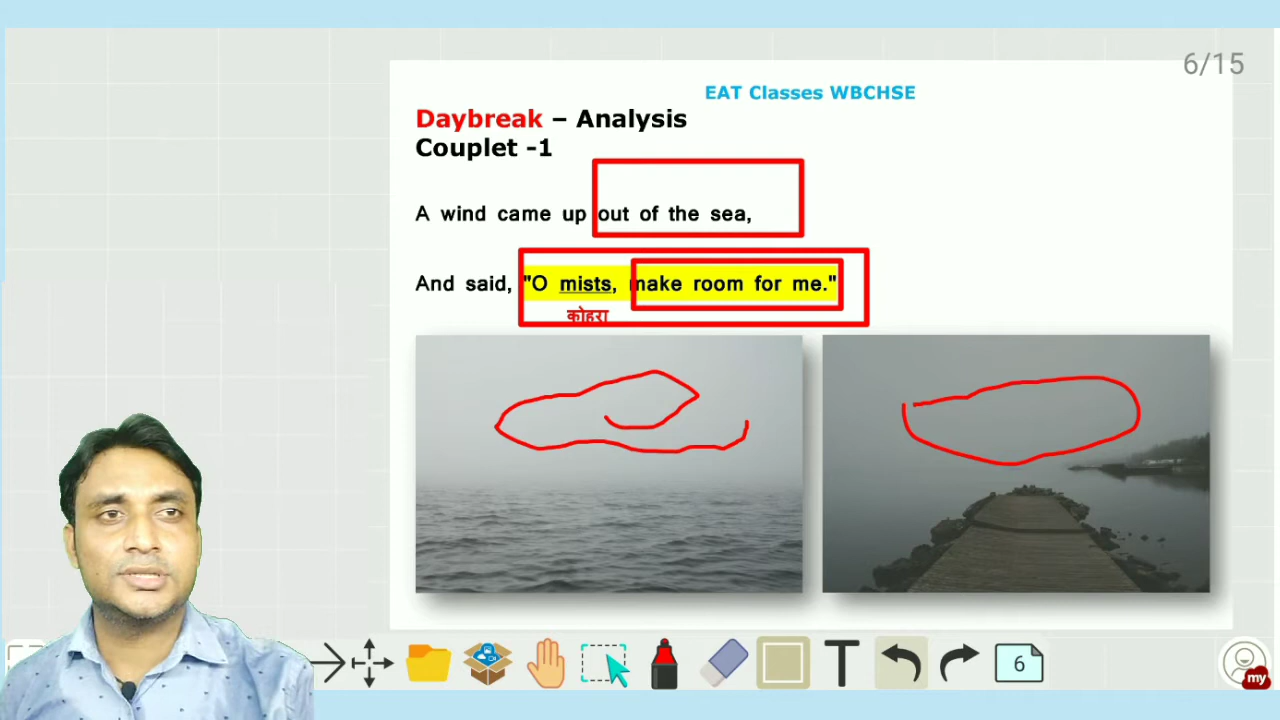 6/15
EAT Classes WBCHSE
Daybreak – Analysis
Couplet -1
A wind came up out of the sea,
And said, "O mists, make room for me."
कोहरा
T
6
my